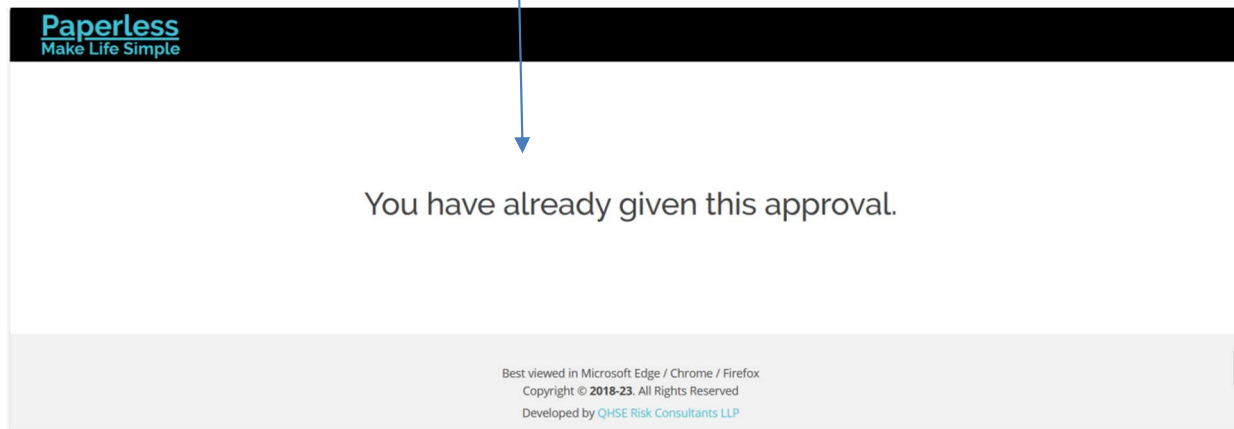 Paperless
Make Life Simple
You have already given this approval.
Best viewed in Microsoft Edge / Chrome / Firefox
Copyright © 2018-23. All Rights Reserved
Developed by QHSE Risk Consultants LLP